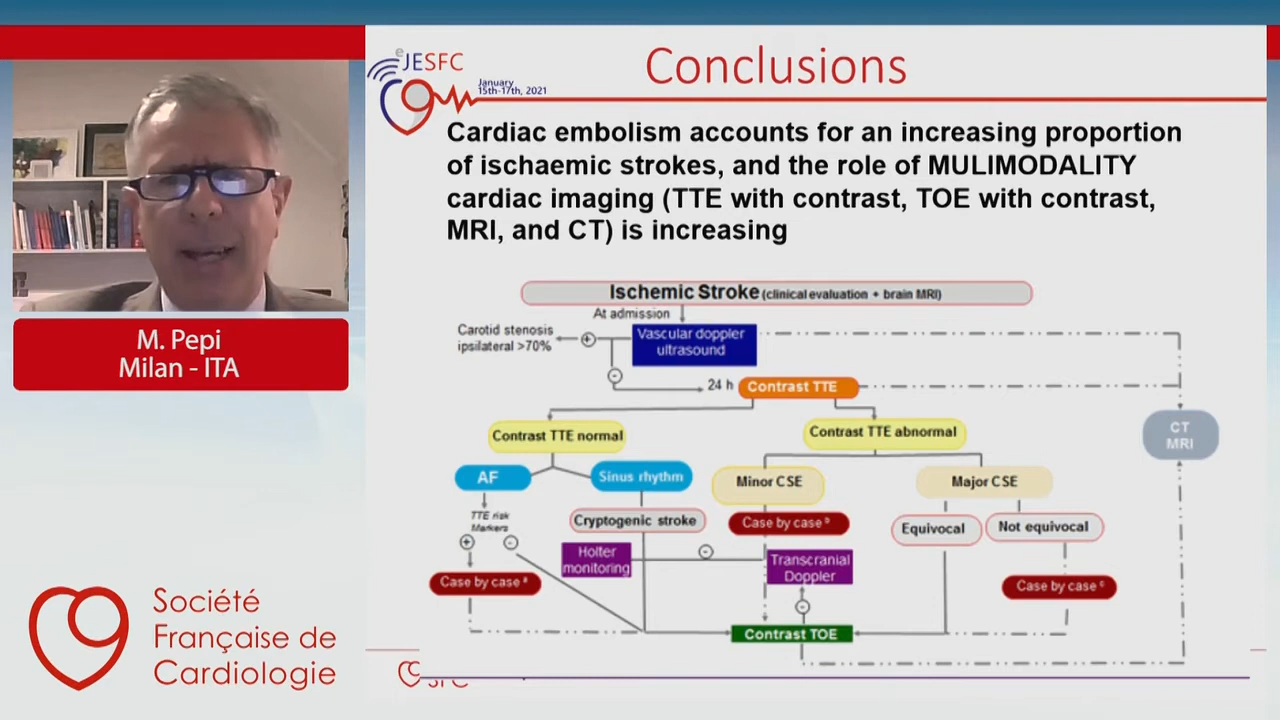 eJESFC
January
15th-17th, 2021
Conclusions
Cardiac embolism accounts for an increasing proportion
of ischaemic strokes, and the role of MULIMODALITY
cardiac imaging (TTE with contrast, TOE with contrast,
MRI, and CT) is increasing
M. Pepi
Milan - ITA
Ischemic Stroke (clinical evaluation + brain MRI)
At admission
Carotid stenosis
ipsilateral >70%
+
Vascular doppler
ultrasound
-
24 h
Contrast TTE
Contrast TTE normal
Contrast TTE abnormal
CT
MRI
AF
Sinus rhythm
Minor CSE
Major CSE
TTE risk
Markers
+
-
Cryptogenic stroke
Case by case b
Equivocal
Not equivocal
Holter
monitoring
-
Transcranial
Doppler
Case by case a
Case by case c
-
Contrast TOE
Société
Française de
Cardiologie